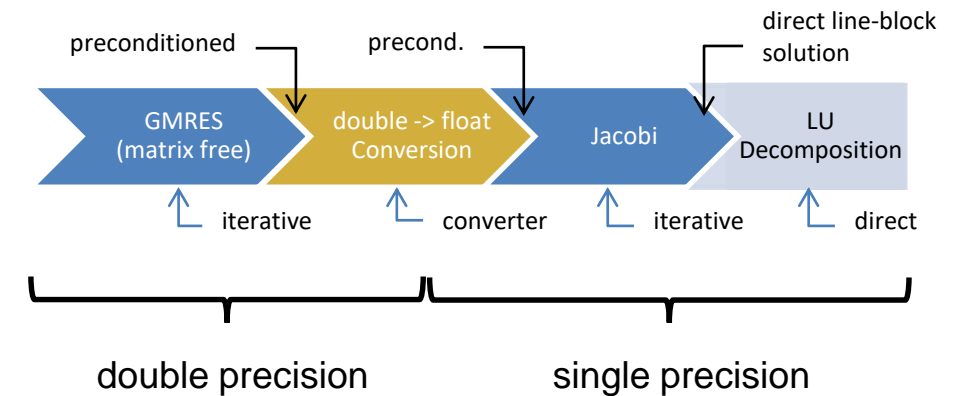 preconditioned
precond.
direct line-block
solution
GMRES
(matrix free)
double -> float
Conversion
Jacobi
LU
Decomposition
iterative
converter
iterative
direct
double precision
single precision